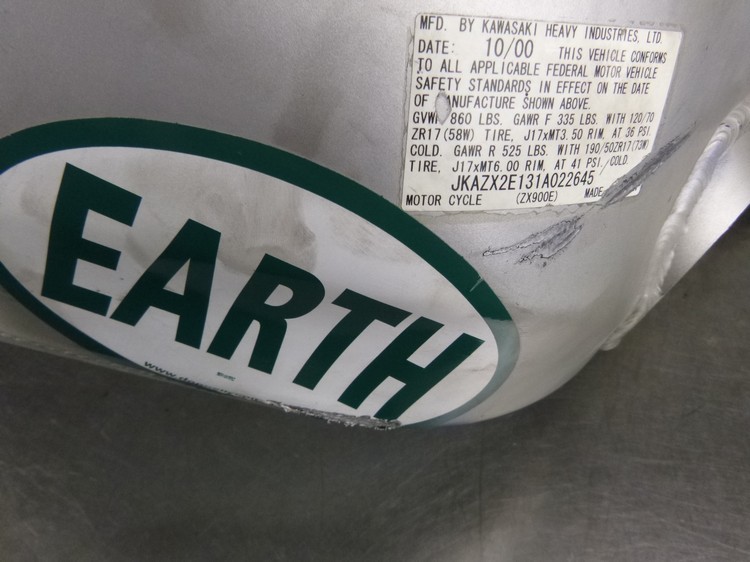 MFD. BY KAWASAKI HEAVY INDUSTRIES, LTD.
DATE: 10/00 THIS VEHICLE CONFORMS
TO ALL APPLICABLE FEDERAL MOTOR VEHICLE
SAFETY STANDARDS IN EFFECT ON THE DATE
OF MANUFACTURE SHOWN ABOVE.
GVWR 860 LBS. GAWR F 335 LBS. WITH 120/70
ZR17(58W) TIRE, J17xMT3.50 RIM, AT 36 PSI.
COLD. GAWR R 525 LBS. WITH 190/50ZR17(73W)
TIRE, J17xMT6.00 RIM, AT 41 PSI. COLD.
JKAZX2E131A022645
MOTOR CYCLE (ZX900E) MADE
EARTH